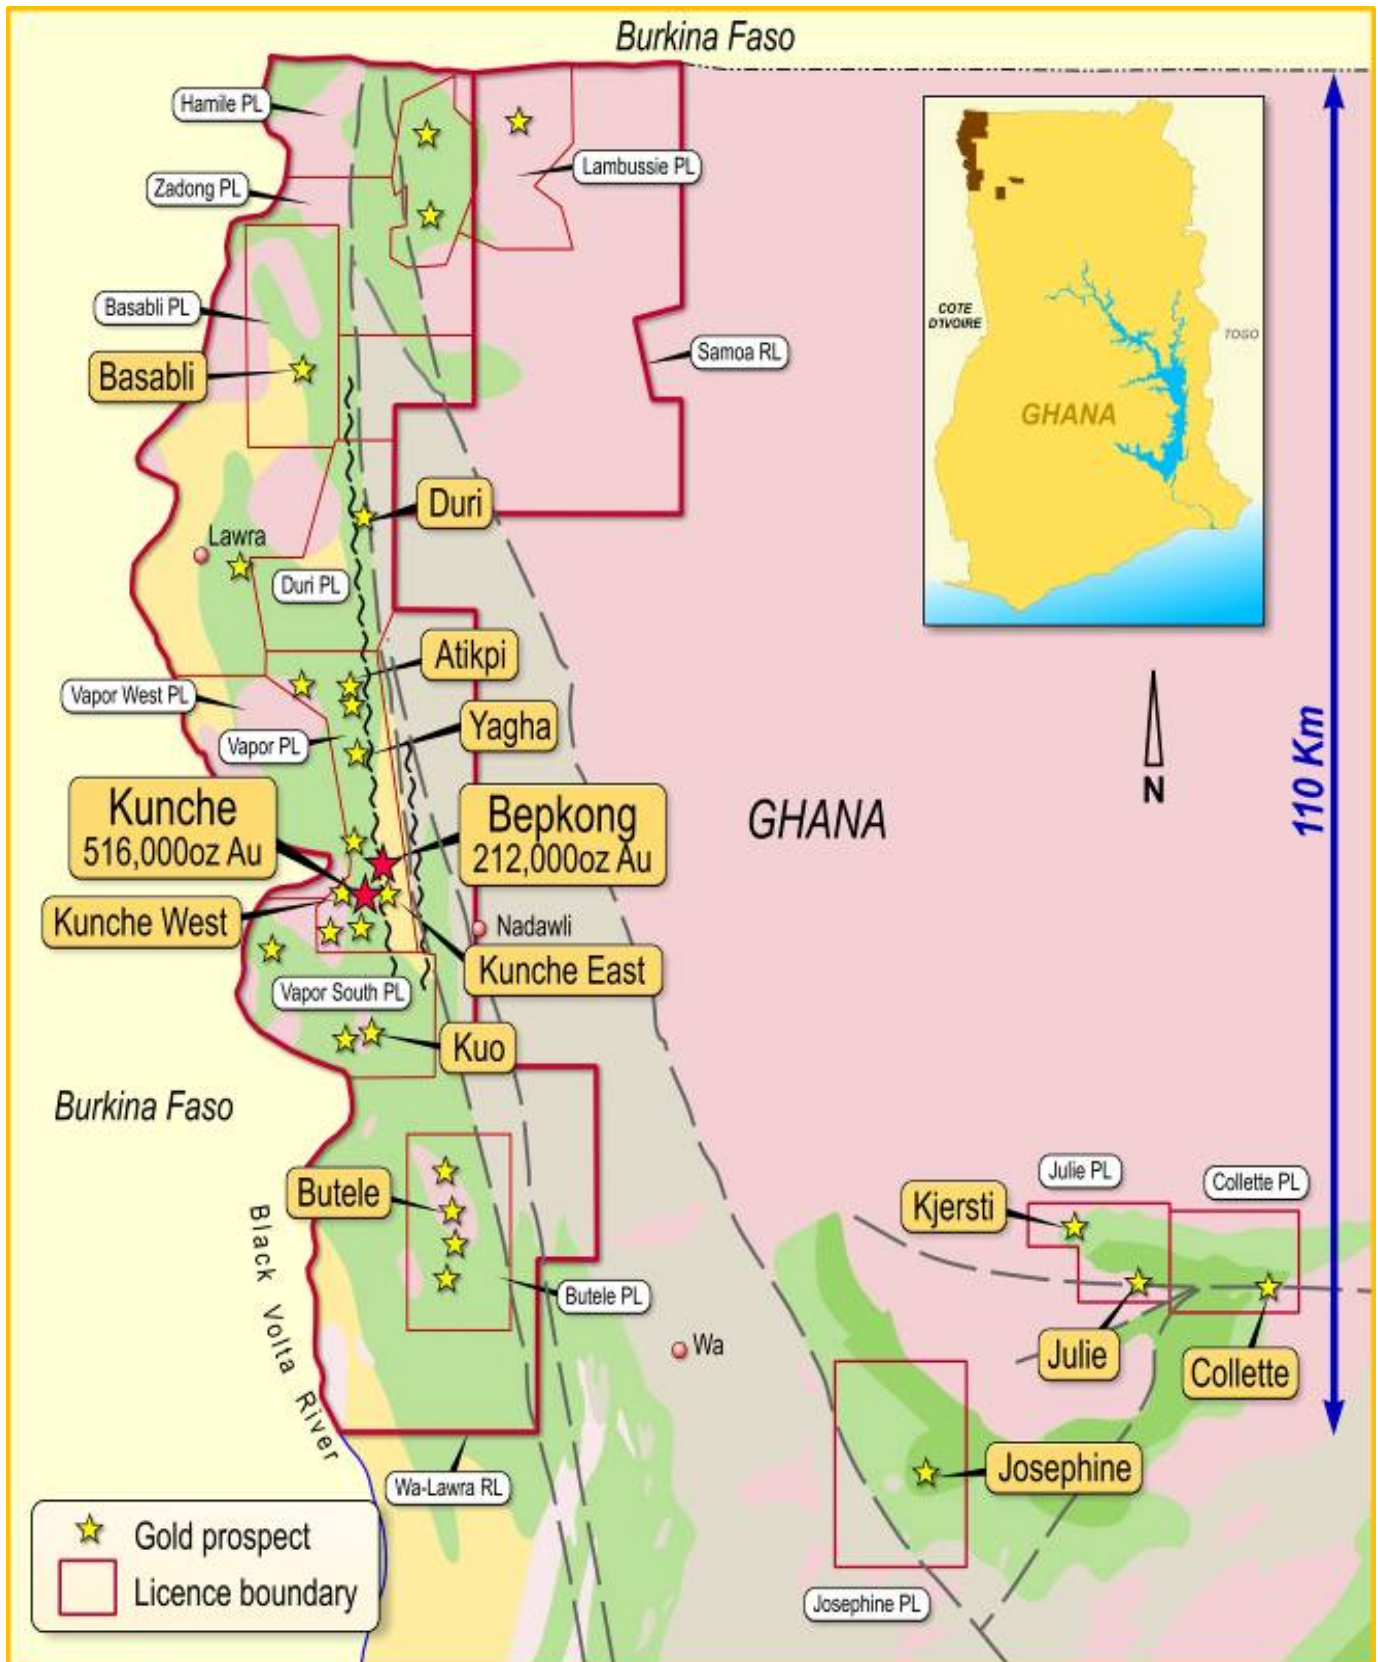 Burkina Faso
Hamile PL
Lambussie PL
Zadong PL
Basabli PL
Samoa RL
Basabli
COTE
D'IVOIRE
TOGO
GHANA
Duri
Lawra
Duri PL
Atikpi
Vapor West PL
Yagha
Vapor PL
Kunche
516,000oz Au
Bepkong
212,000oz Au
GHANA
N
110 Km
Kunche West
Nadawli
Kunche East
Vapor South PL
Kuo
Burkina Faso
Julie PL
Collette PL
Butele
Kjersti
Black Volta River
Butele PL
Wa
Julie
Collette
Josephine
Wa-Lawra RL
Gold prospect
Licence boundary
Josephine PL